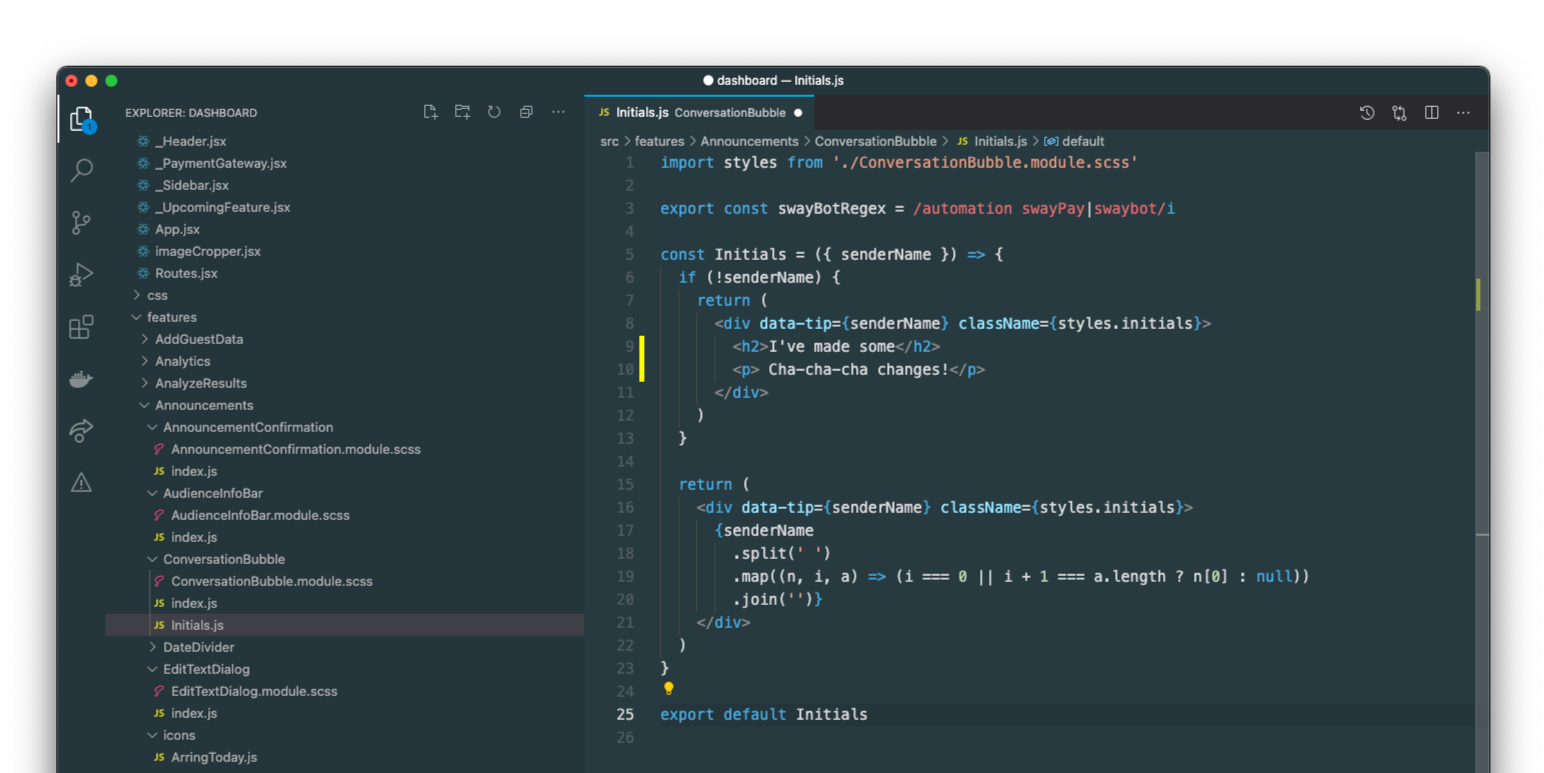 dashboard — Initials.js
EXPLORER: DASHBOARD
_Header.jsx
_PaymentGateway.jsx
_Sidebar.jsx
_UpcomingFeature.jsx
App.jsx
imageCropper.jsx
Routes.jsx
css
features
AddGuestData
Analytics
AnalyzeResults
Announcements
AnnouncementConfirmation
AnnouncementConfirmation.module.scss
JS index.js
AudienceInfoBar
AudienceInfoBar.module.scss
JS index.js
ConversationBubble
ConversationBubble.module.scss
JS index.js
JS Initials.js
DateDivider
EditTextDialog
EditTextDialog.module.scss
JS index.js
icons
JS ArringToday.js
1
JS Initials.js ConversationBubble
src > features > Announcements > ConversationBubble > JS Initials.js > default
1 import styles from './ConversationBubble.module.scss'
2
3 export const swayBotRegex = /automation swayPay|swaybot/i
4
5 const Initials = ({ senderName }) => {
6 if (!senderName) {
7 return (
8 <div data-tip={senderName} className={styles.initials}>
9 <h2>I've made some</h2>
10 <p> Cha-cha-cha changes!</p>
11 </div>
12 )
13 }
14
15 return (
16 <div data-tip={senderName} className={styles.initials}>
17 {senderName
18 .split(' ')
19 .map((n, i, a) => (i === 0 || i + 1 === a.length ? n[0] : null))
20 .join('')}
21 </div>
22 )
23 }
24
25 export default Initials
26